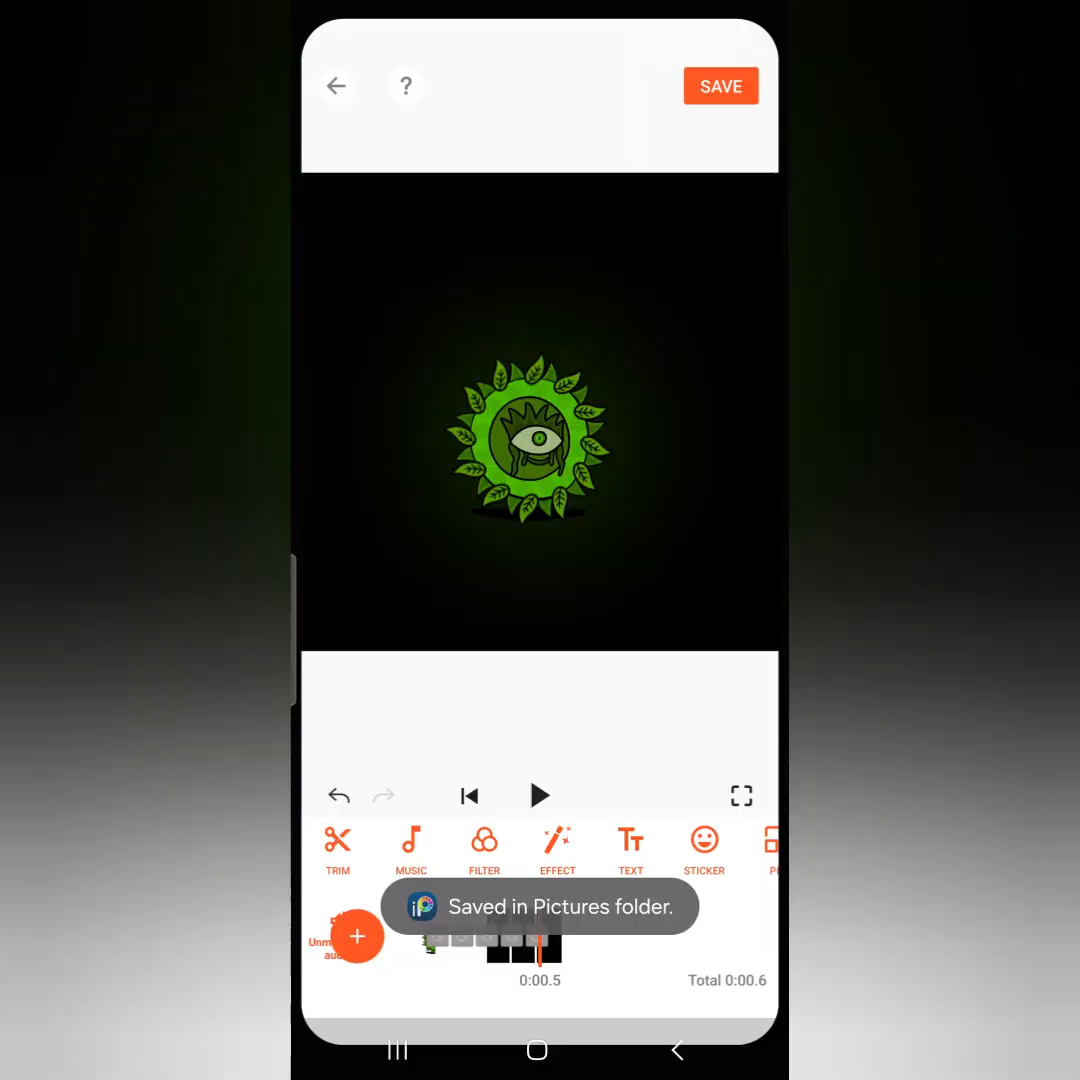 ?
SAVE
TRIM
MUSIC
FILTER
EFFECT
TEXT
STICKER
Saved in Pictures folder.
0:00.5
Total 0:00.6